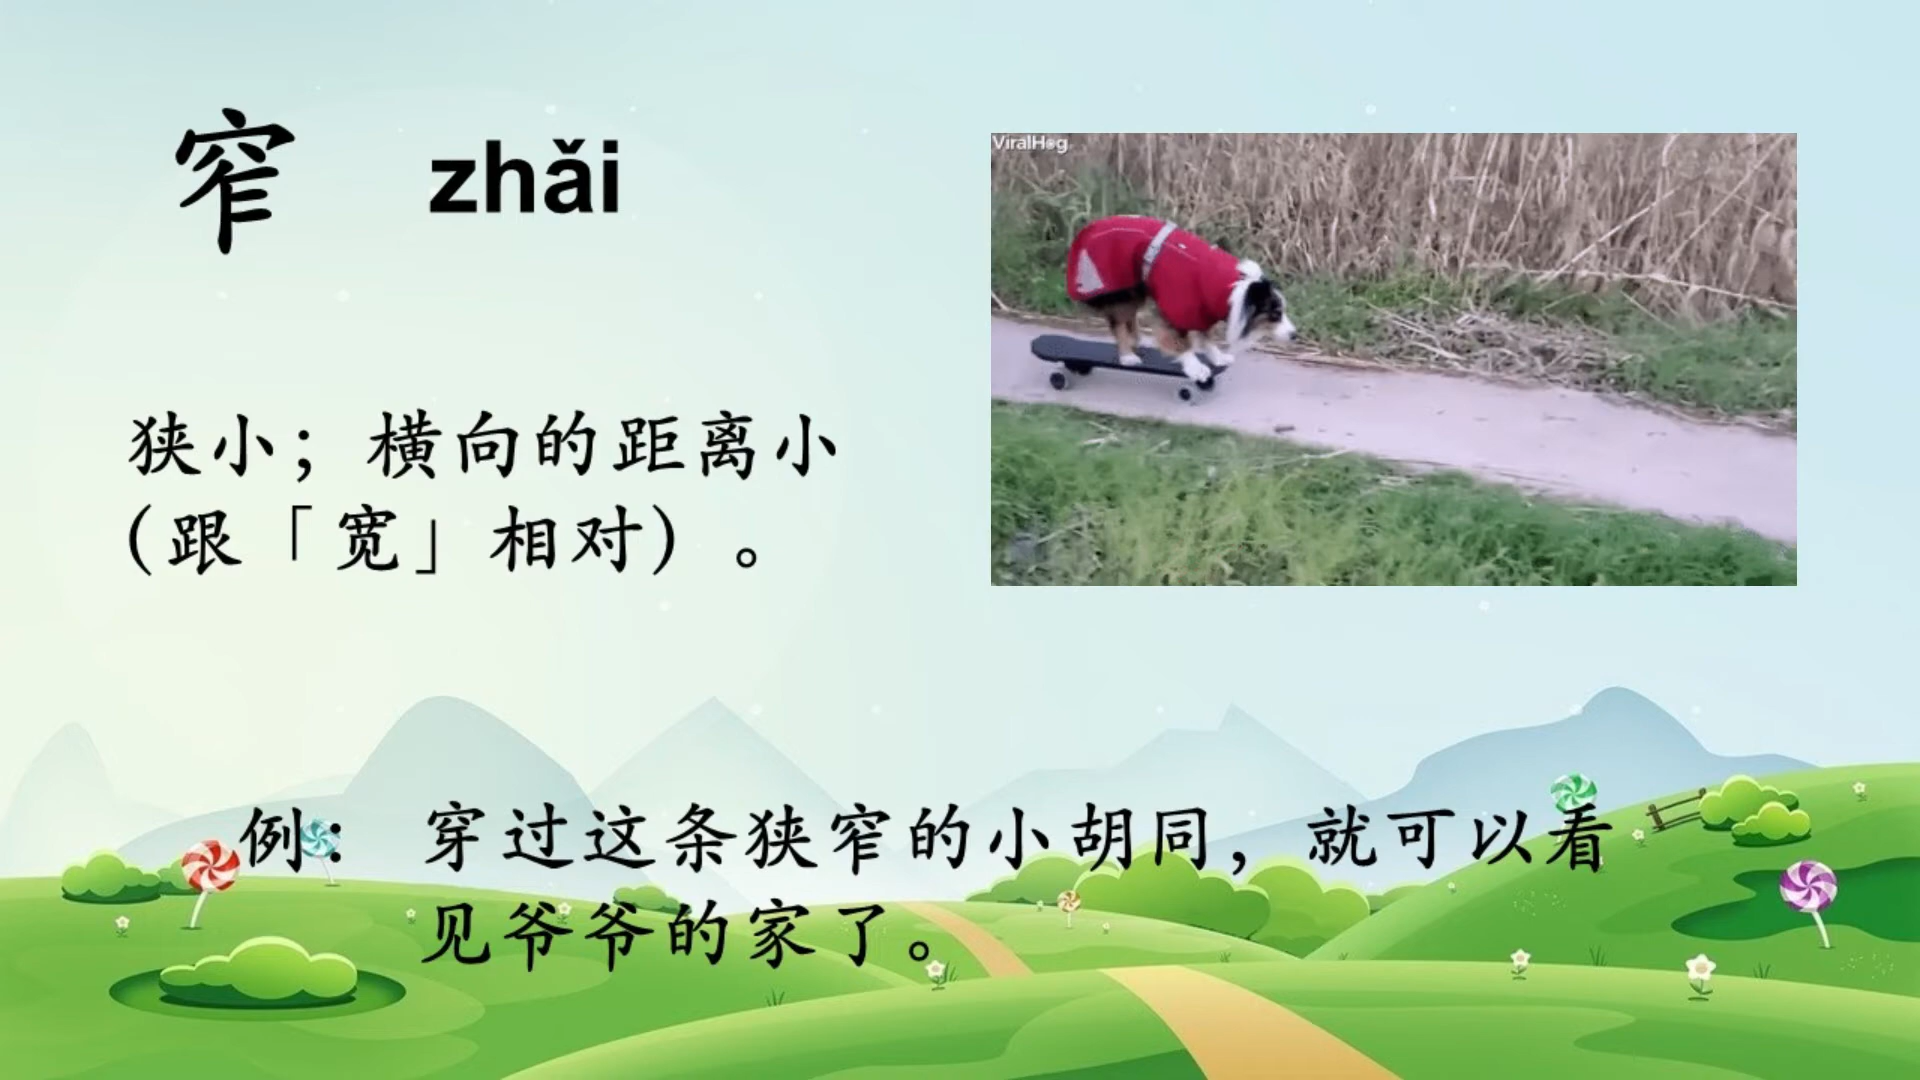 窄 zhǎi
ViralHog
狭小；横向的距离小
(跟「宽」相对）。
例： 穿过这条狭窄的小胡同，就可以看
见爷爷的家了。